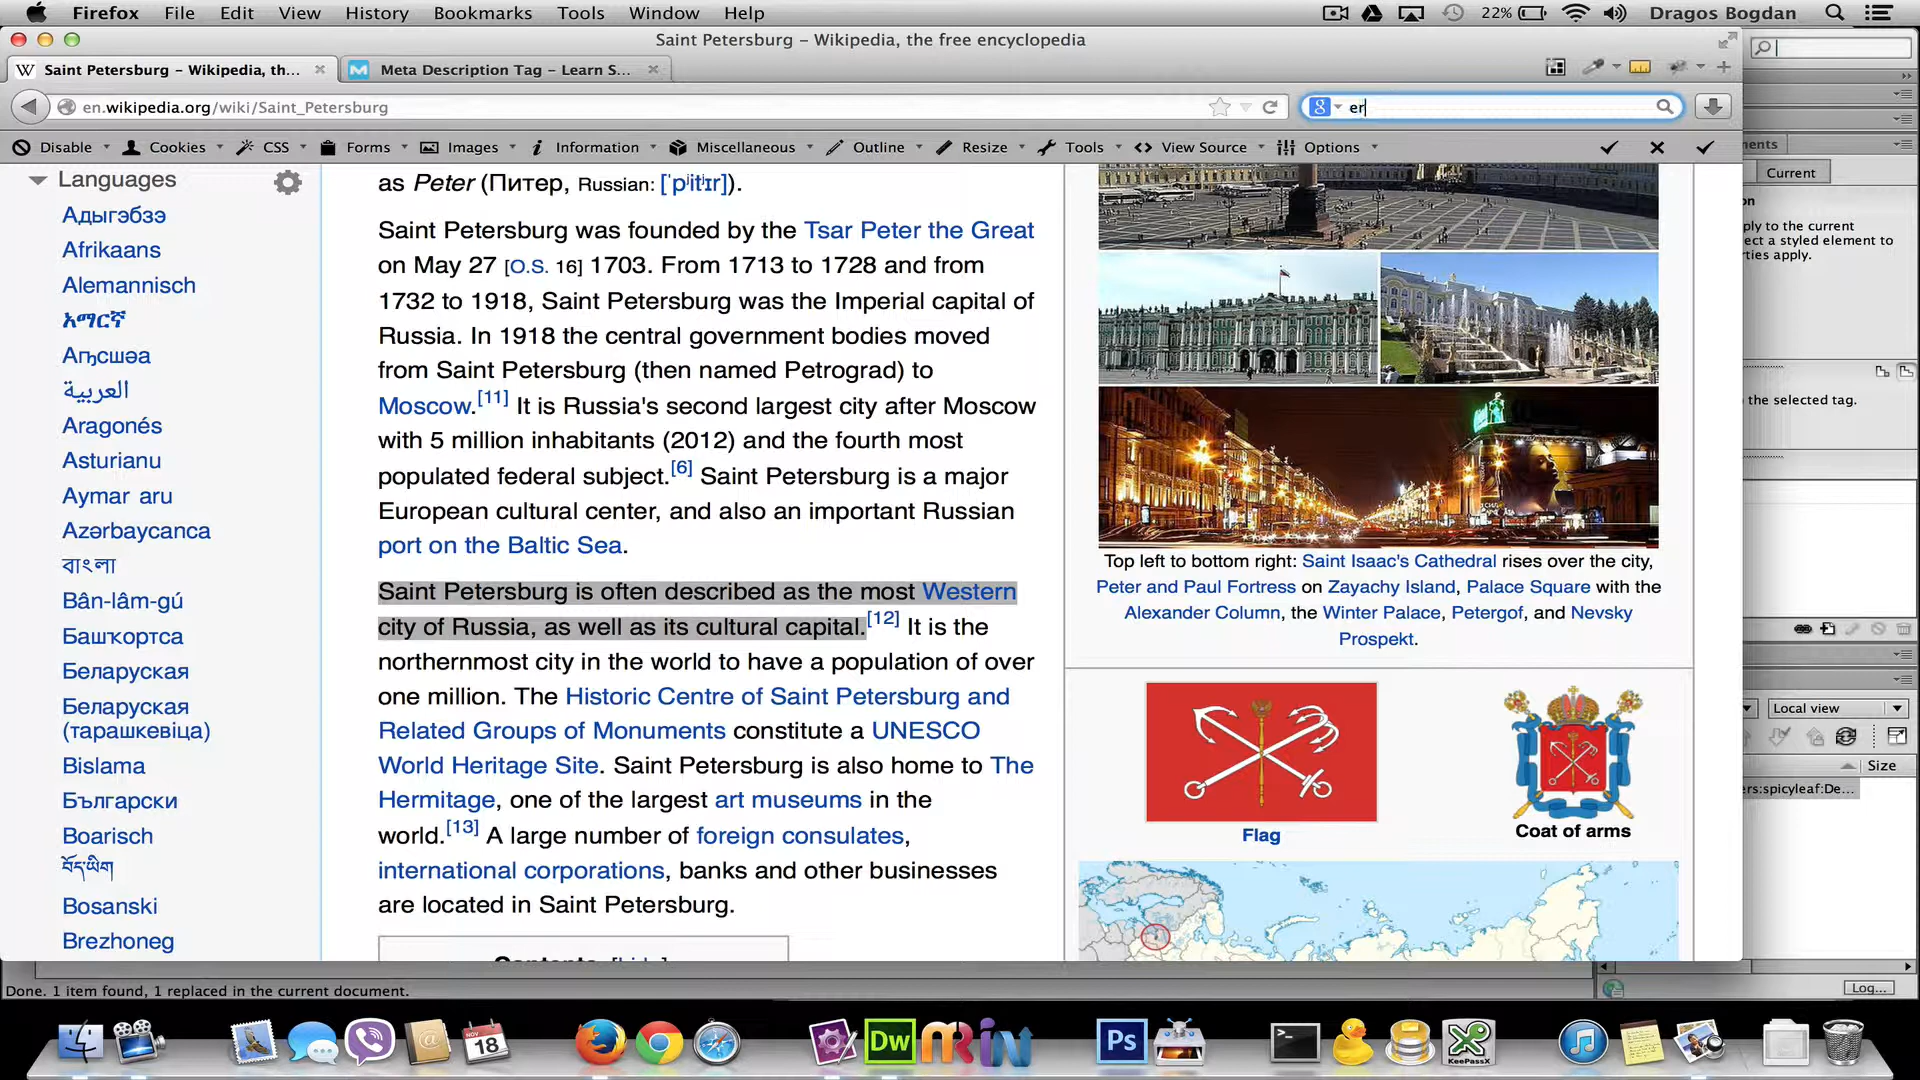 Firefox File Edit View History Bookmarks Tools Window Help 22% Dragos Bogdan
Saint Petersburg – Wikipedia, the free encyclopedia
Saint Petersburg – Wikipedia, th... Meta Description Tag – Learn S...
en.wikipedia.org/wiki/Saint_Petersburg er
Disable Cookies CSS Forms Images Information Miscellaneous Outline Resize Tools View Source Options
Languages
Адыгэбзэ
Afrikaans
Alemannisch
አማርኛ
Аҧсшәа
العربية
Aragonés
Asturianu
Aymar aru
Azərbaycanca
বাংলা
Bân-lâm-gú
Башҡортса
Беларуская
Беларуская
(тарашкевіца)
Bislama
Български
Boarisch
བོད་ཡིག
Bosanski
Brezhoneg
as Peter (Питер, Russian: [ˈpʲitʲɪr]).
Saint Petersburg was founded by the Tsar Peter the Great
on May 27 [O.S. 16] 1703. From 1713 to 1728 and from
1732 to 1918, Saint Petersburg was the Imperial capital of
Russia. In 1918 the central government bodies moved
from Saint Petersburg (then named Petrograd) to
Moscow.[11] It is Russia's second largest city after Moscow
with 5 million inhabitants (2012) and the fourth most
populated federal subject.[6] Saint Petersburg is a major
European cultural center, and also an important Russian
port on the Baltic Sea.
Saint Petersburg is often described as the most Western
city of Russia, as well as its cultural capital.[12] It is the
northernmost city in the world to have a population of over
one million. The Historic Centre of Saint Petersburg and
Related Groups of Monuments constitute a UNESCO
World Heritage Site. Saint Petersburg is also home to The
Hermitage, one of the largest art museums in the
world.[13] A large number of foreign consulates,
international corporations, banks and other businesses
are located in Saint Petersburg.
Top left to bottom right: Saint Isaac's Cathedral rises over the city,
Peter and Paul Fortress on Zayachy Island, Palace Square with the
Alexander Column, the Winter Palace, Petergof, and Nevsky
Prospekt.
Flag
Coat of arms
ments
Current
on
ply to the current
ect a styled element to
rties apply.
the selected tag.
Local view
Size
ers:spicyleaf:De...
Done. 1 item found, 1 replaced in the current document.
Log...
NOV
18
Dw
Ps
KeePassX